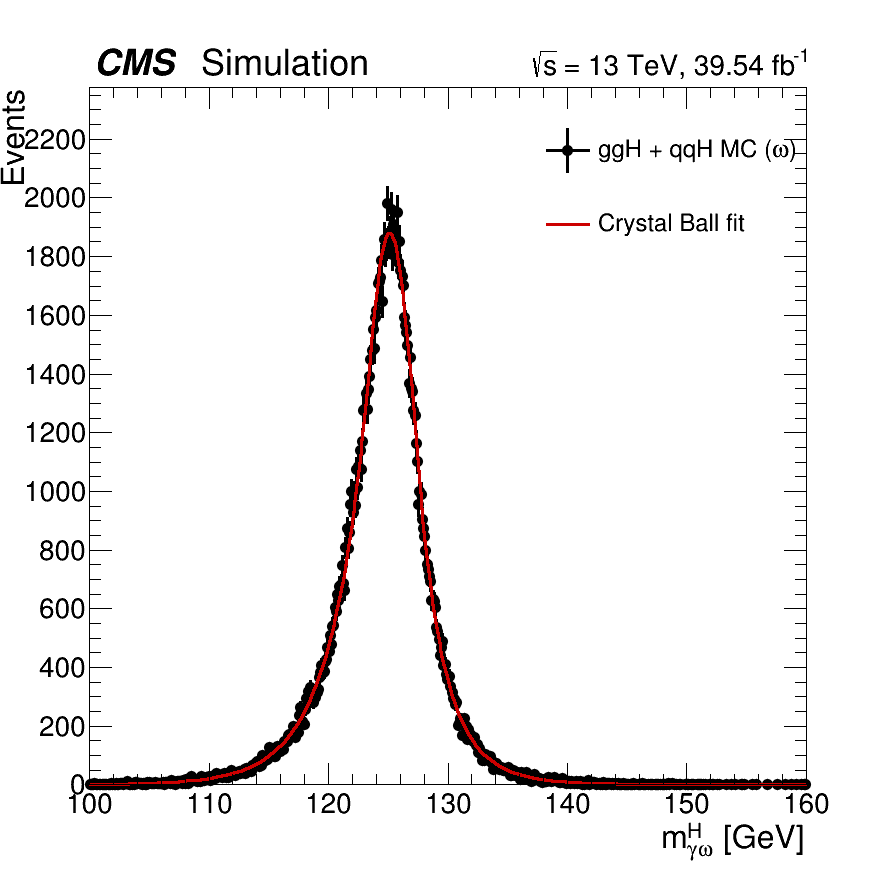 CMS Simulation
√s = 13 TeV, 39.54 fb⁻¹
Events
ggH + qqH MC (ω)
Crystal Ball fit
2200
2000
1800
1600
1400
1200
1000
800
600
400
200
0
100 110 120 130 140 150 160
m^H_γω [GeV]